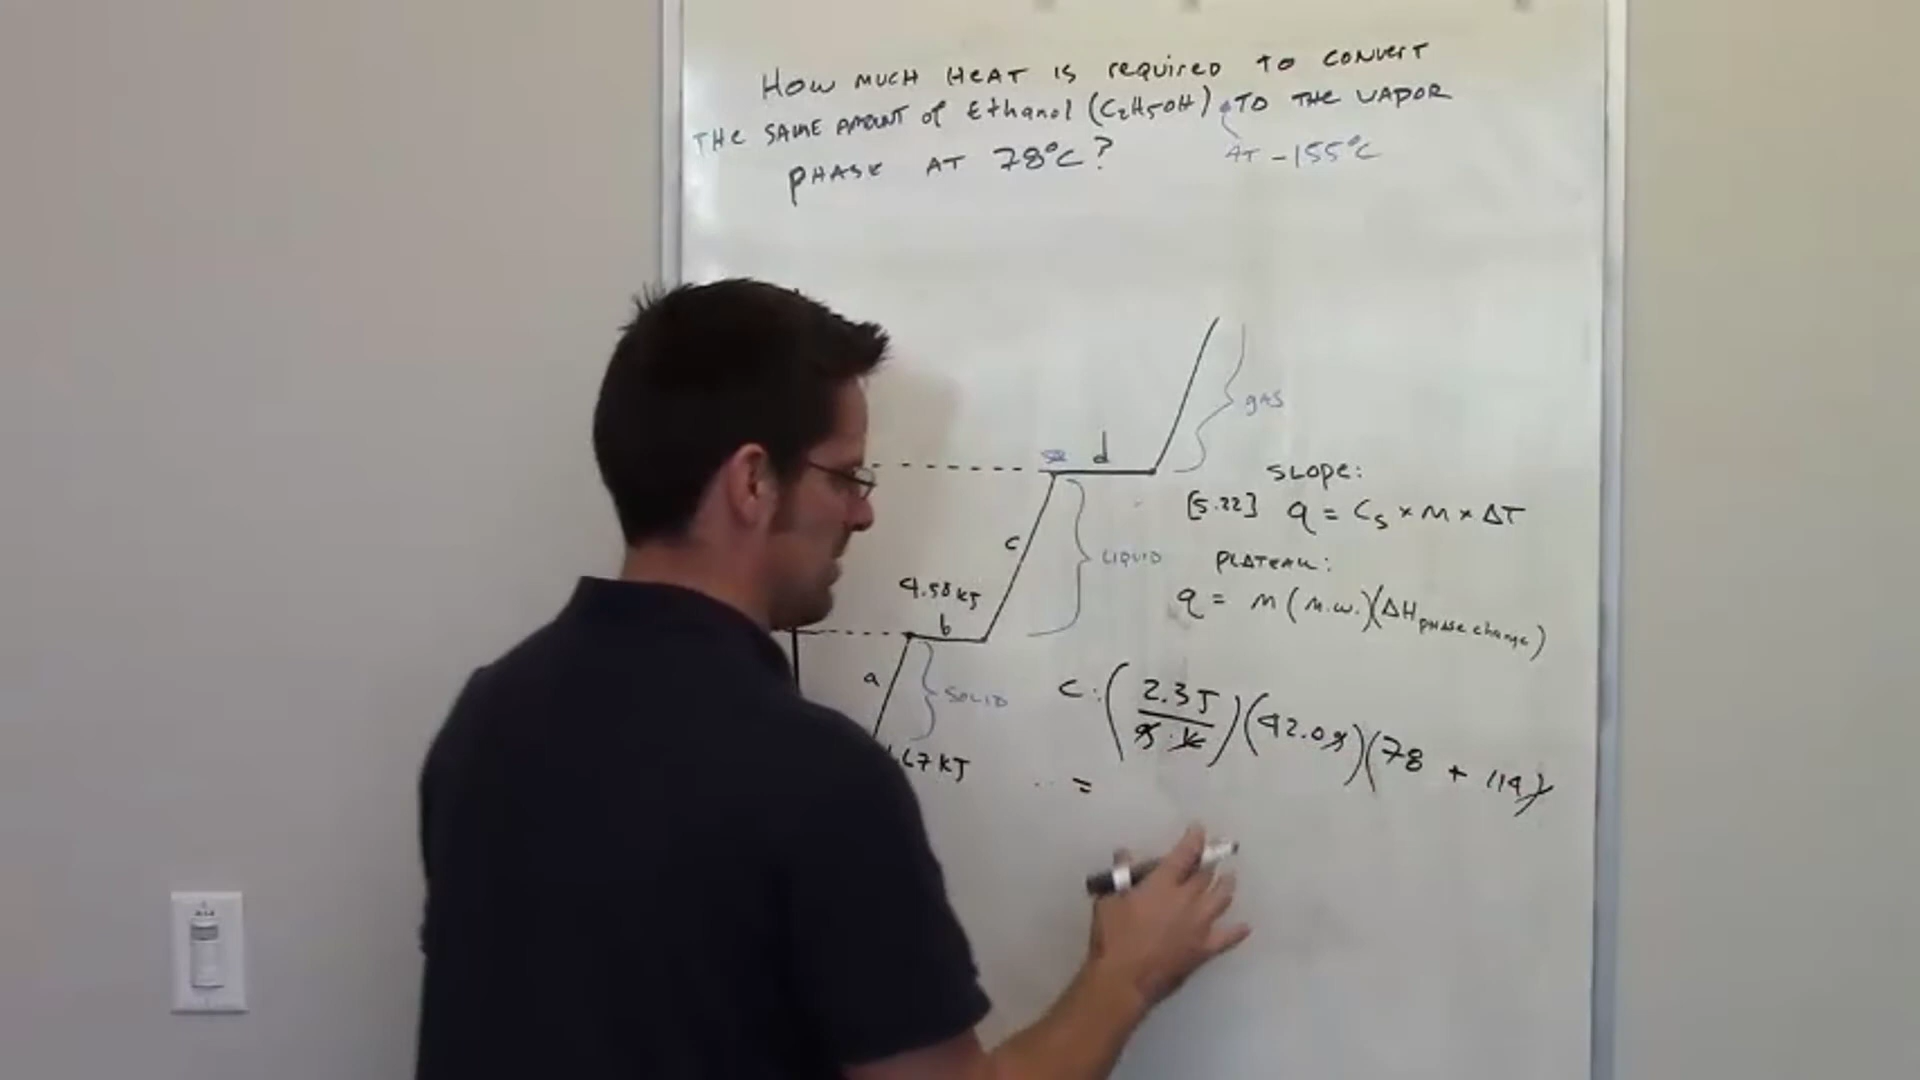 How much heat is required to convert
the same amount of Ethanol (C₂H₅OH) to the vapor
at -155°C
phase at 78°C?
gas
d
Slope:
[5.22] q = Cs × m × ΔT
c
liquid
Plateau:
4.58 kJ
q = m (m.w.)(ΔH phase change)
b
a
solid
c: (2.3 J / g·K)(42.0g)(78 + 114)
67 kJ
=